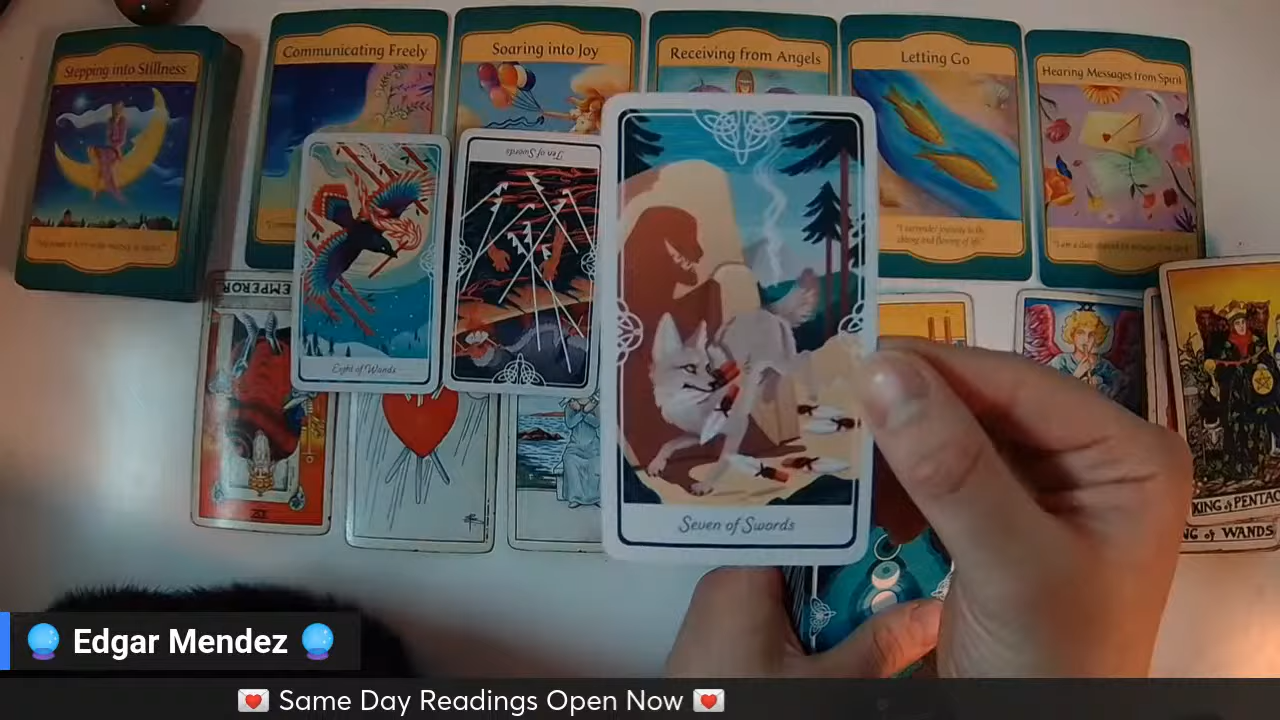 Stepping into Stillness
Communicating Freely
Soaring into Joy
Receiving from Angels
Letting Go
Hearing Messages from Spirit
Ten of Swords
"I surrender joyously to the
ebbing and flowing of life."
EMPEROR
Eight of Wands
Seven of Swords
KING of PENTAC
NG of WANDS
Edgar Mendez
Same Day Readings Open Now